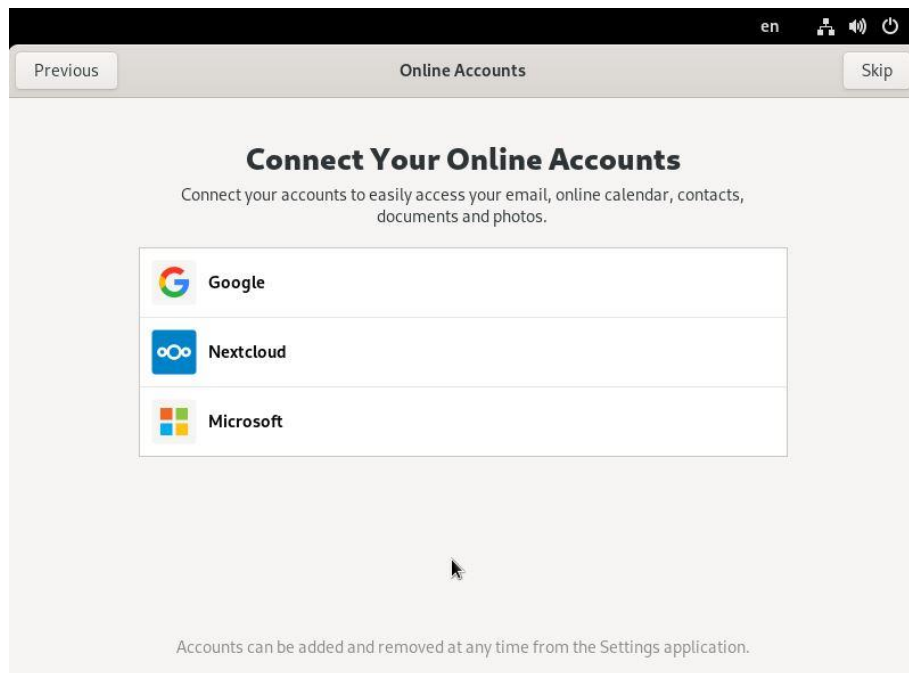 en
Previous
Online Accounts
Skip
Connect Your Online Accounts
Connect your accounts to easily access your email, online calendar, contacts,
documents and photos.
Google
Nextcloud
Microsoft
Accounts can be added and removed at any time from the Settings application.